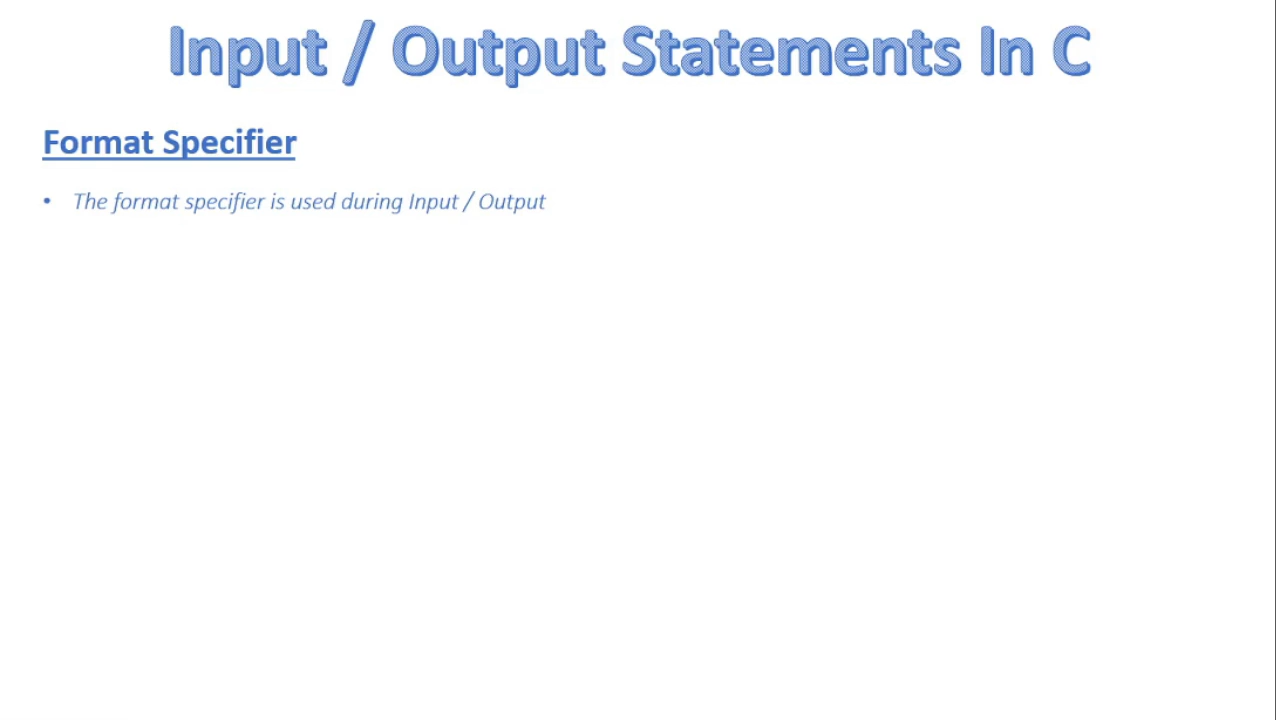 Input / Output Statements In C
Format Specifier
• The format specifier is used during Input / Output